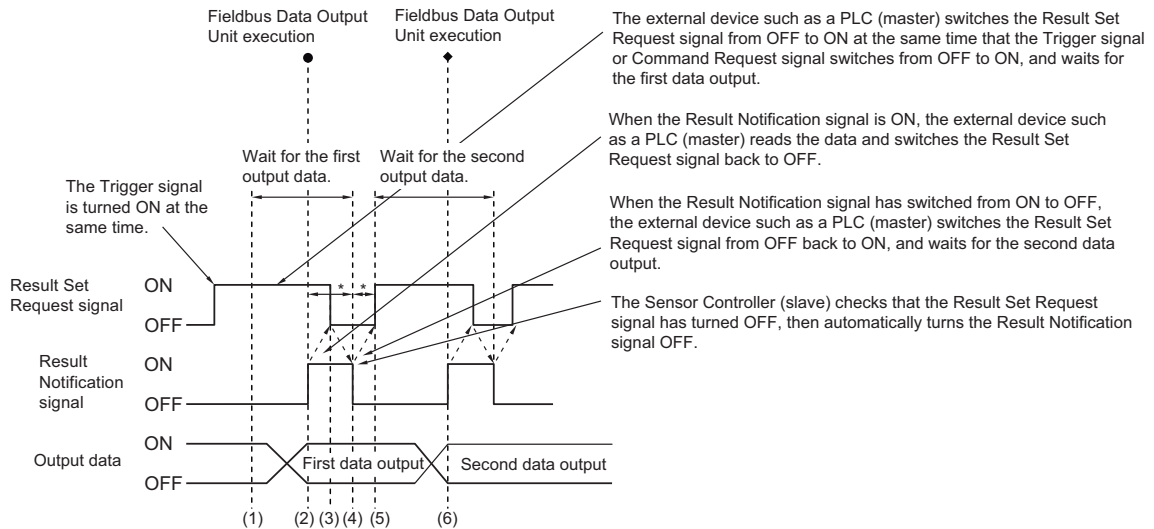 Fieldbus Data Output
Unit execution
Fieldbus Data Output
Unit execution
The external device such as a PLC (master) switches the Result Set
Request signal from OFF to ON at the same time that the Trigger signal
or Command Request signal switches from OFF to ON, and waits for
the first data output.
When the Result Notification signal is ON, the external device such
as a PLC (master) reads the data and switches the Result Set
Request signal back to OFF.
Wait for the first
output data.
Wait for the second
output data.
The Trigger signal
is turned ON at the
same time.
When the Result Notification signal has switched from ON to OFF,
the external device such as a PLC (master) switches the Result Set
Request signal from OFF back to ON, and waits for the second data
output.
Result Set
Request signal
ON
OFF
* *
The Sensor Controller (slave) checks that the Result Set Request
signal has turned OFF, then automatically turns the Result Notification
signal OFF.
Result
Notification
signal
ON
OFF
Output data
ON
OFF
First data output
Second data output
(1) (2) (3) (4) (5) (6)